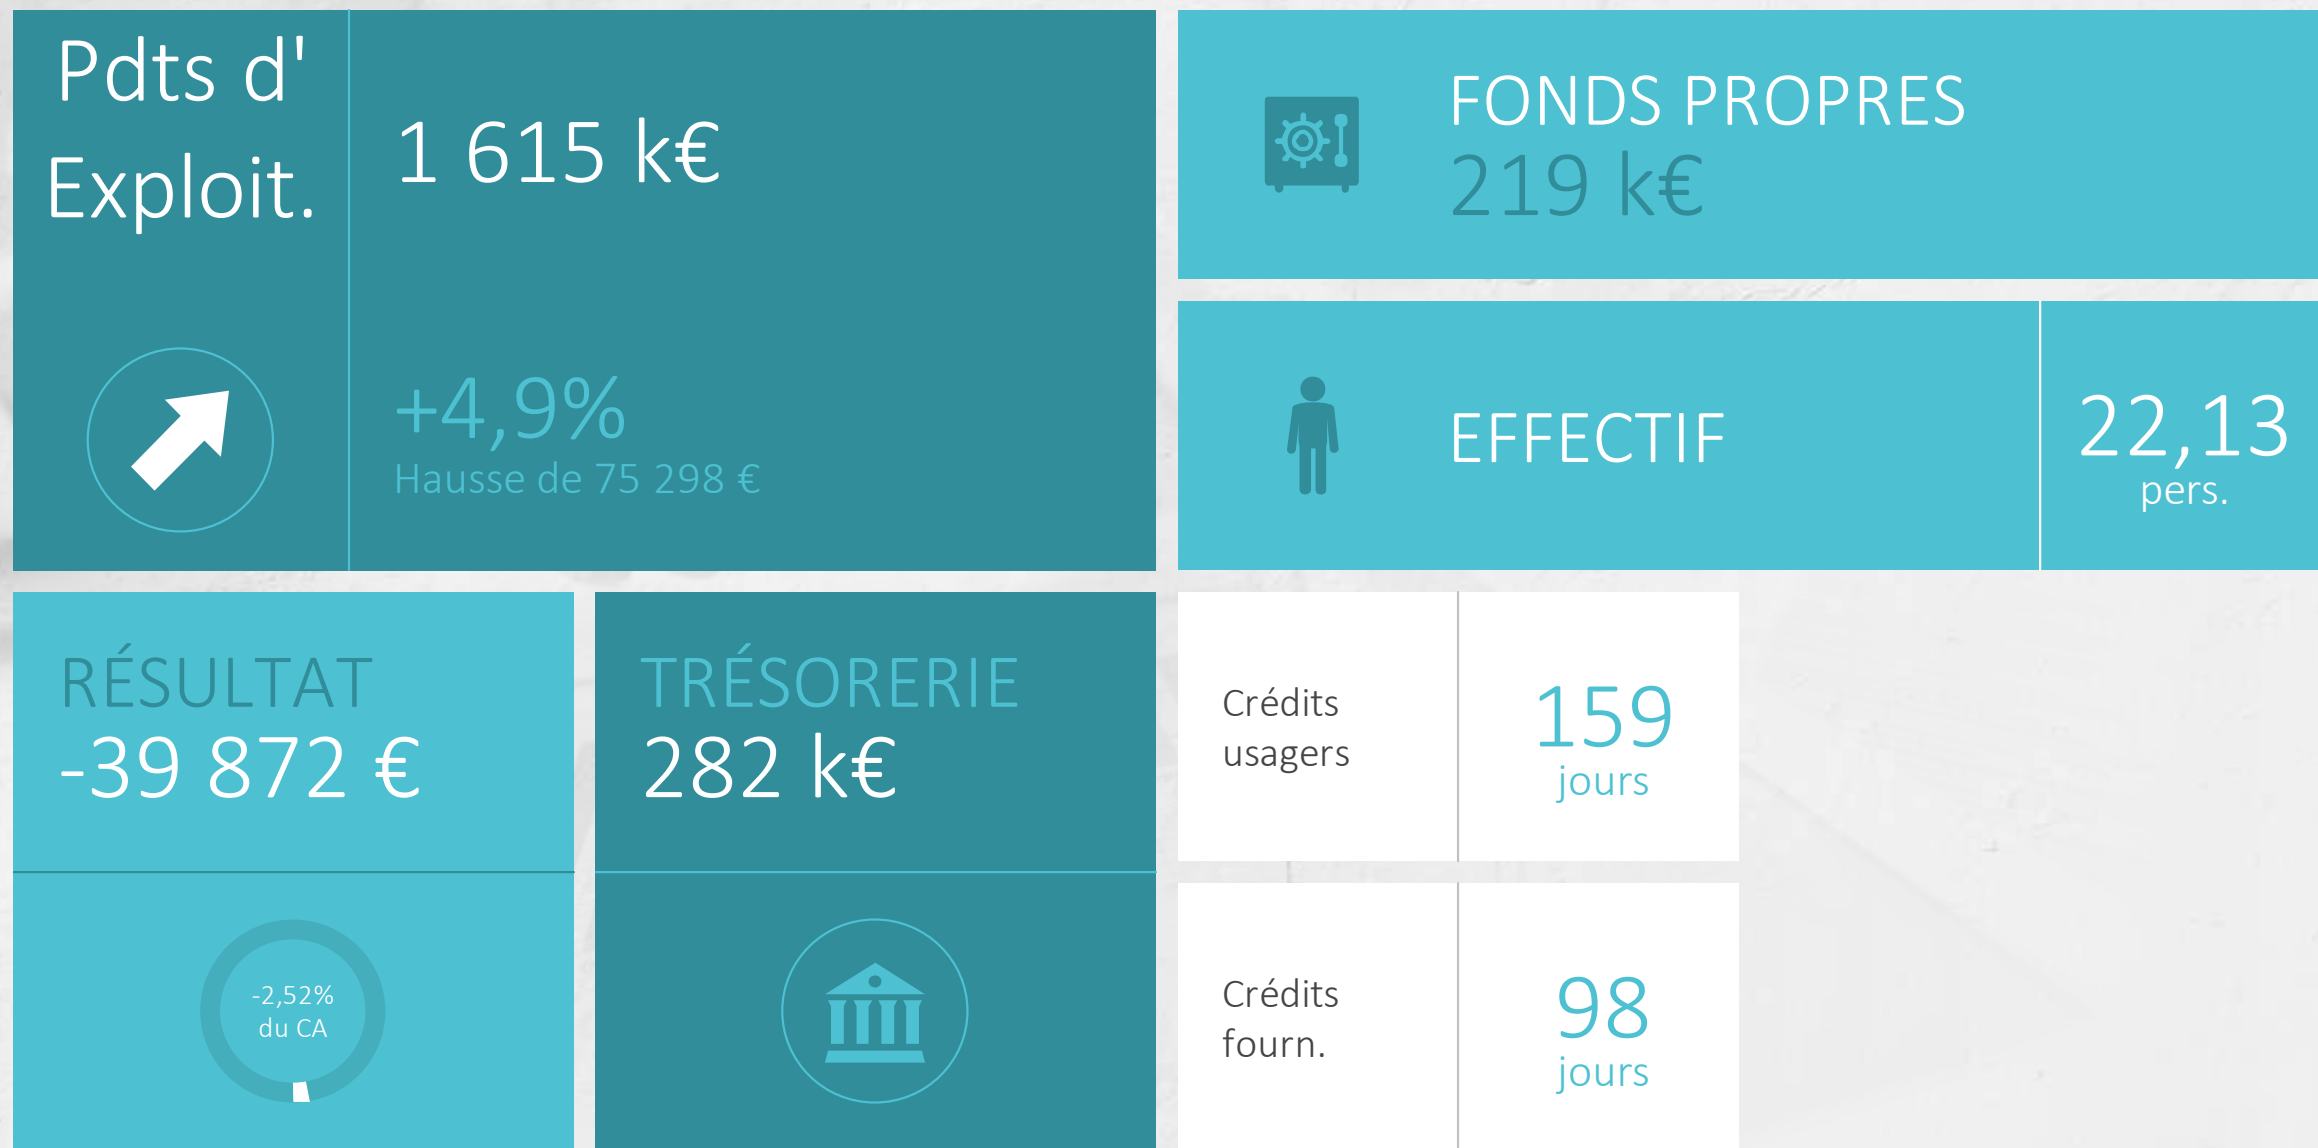 Pdts d'
Exploit.
1 615 k€
+4,9%
Hausse de 75 298 €
FONDS PROPRES
219 k€
EFFECTIF
22,13
pers.
RÉSULTAT
-39 872 €
-2,52%
du CA
TRÉSORERIE
282 k€
Crédits
usagers
159
jours
Crédits
fourn.
98
jours